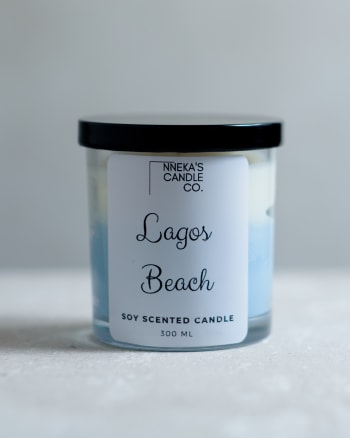 NNEKA'S
CANDLE
CO.
Lagos
Beach
SOY SCENTED CANDLE
300 ML